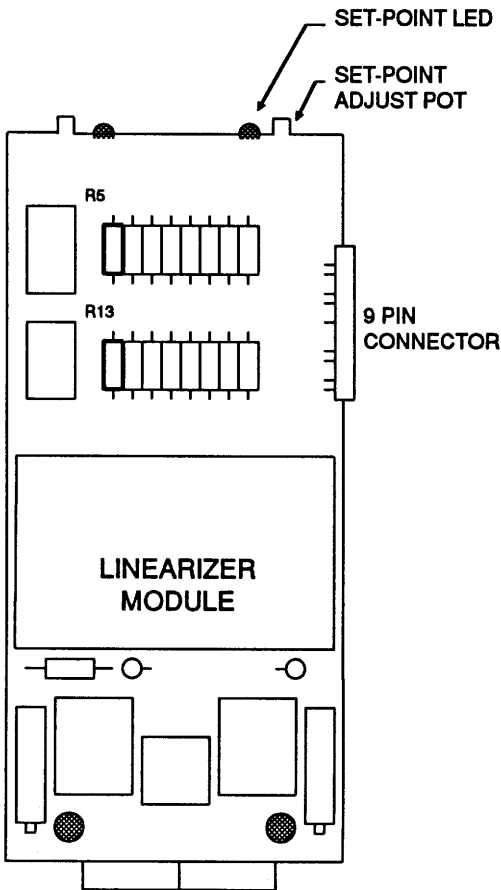 SET-POINT LED
SET-POINT
ADJUST POT
R5
R13
9 PIN
CONNECTOR
LINEARIZER
MODULE